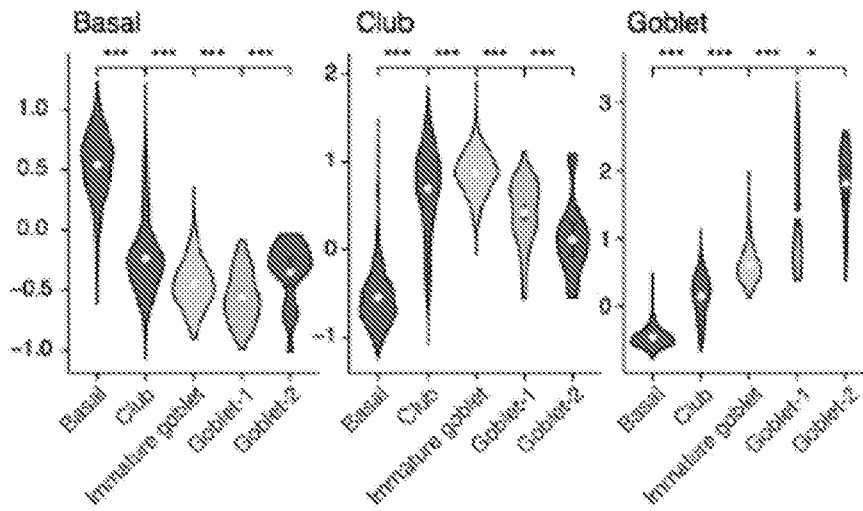 Basal
*** *** *** ***
1.0
0.5
0.0
-0.5
-1.0
Basal
Club
Immature goblet
Goblet-1
Goblet-2
Club
*** *** *** ***
2
1
0
-1
Basal
Club
Immature goblet
Goblet-1
Goblet-2
Goblet
*** *** *** *
3
2
1
0
Basal
Club
Immature goblet
Goblet-1
Goblet-2